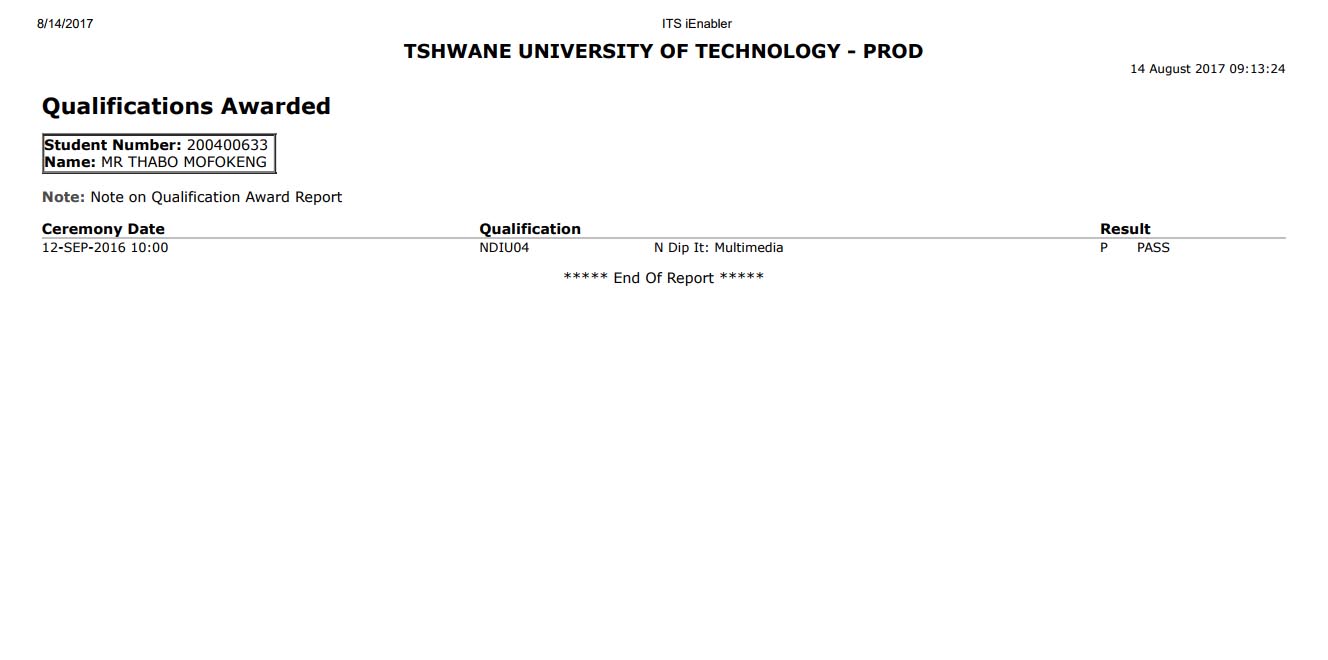 8/14/2017 ITS iEnabler
TSHWANE UNIVERSITY OF TECHNOLOGY - PROD
14 August 2017 09:13:24
Qualifications Awarded
Student Number: 200400633
Name: MR THABO MOFOKENG
Note: Note on Qualification Award Report
Ceremony Date Qualification Result
12-SEP-2016 10:00 NDIU04 N Dip It: Multimedia P PASS
***** End Of Report *****